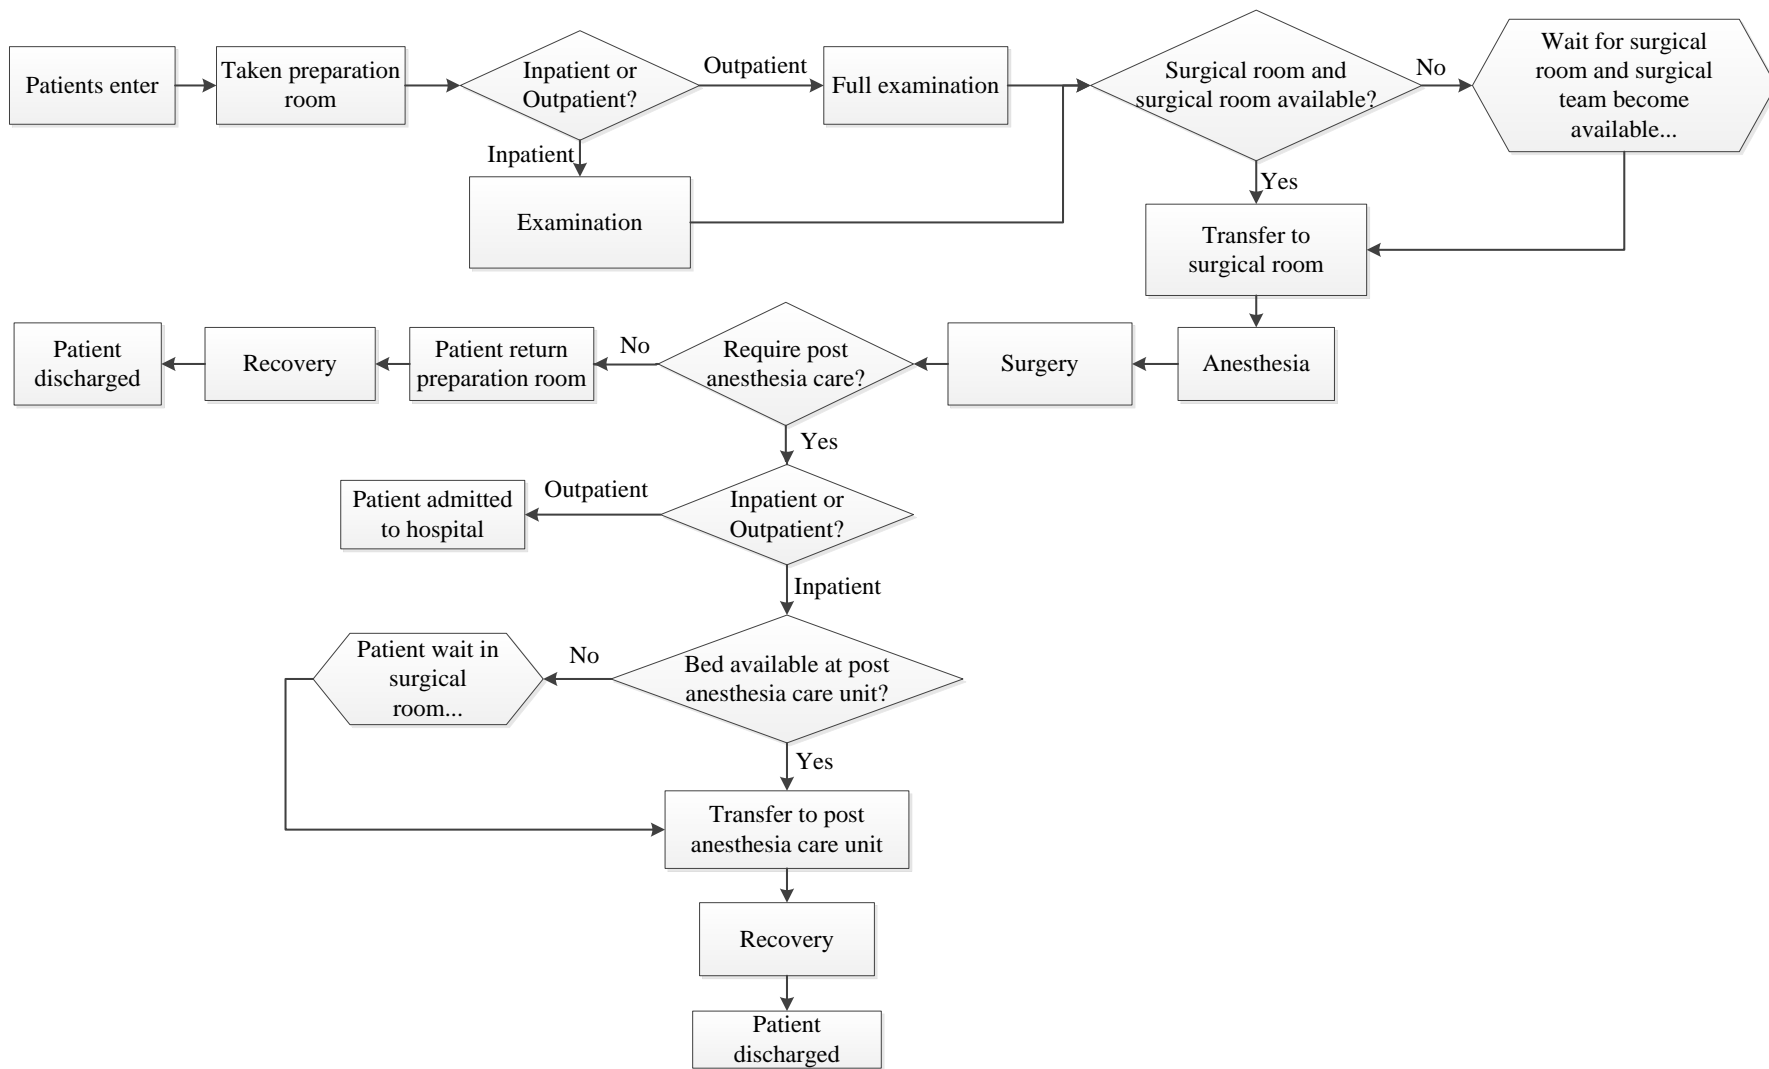 Patients enter
Taken preparation
room
Inpatient or
Outpatient?
Outpatient
Full examination
Surgical room and
surgical room available?
No
Wait for surgical
room and surgical
team become
available...
Inpatient
Examination
Yes
Transfer to
surgical room
Patient
discharged
Recovery
Patient return
preparation room
No
Require post
anesthesia care?
Surgery
Anesthesia
Yes
Patient admitted
to hospital
Outpatient
Inpatient or
Outpatient?
Inpatient
Patient wait in
surgical
room...
No
Bed available at post
anesthesia care unit?
Yes
Transfer to post
anesthesia care unit
Recovery
Patient
discharged